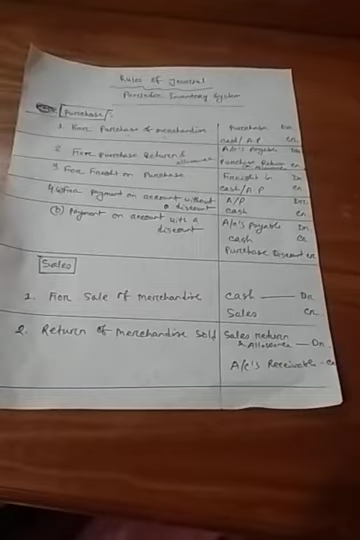 Rules of Journal
Periodic Inventory System
Purchase:
1. For Purchase of merchandise
Purchase Dr.
cash/A.P cr.
2. For Purchase Return & allowances
A/c's Payable Dr.
Purchase Return cr.
3. For Freight on Purchase
Freight in Dr.
cash/A.P cr.
4. Payment on account without a discount
A/P Dr.
cash cr.
(b) Payment on account with a discount
A/c's Payable Dr.
cash cr.
Purchase Discount cr.
Sales
1. For Sale of merchandise
cash — Dr.
Sales cr.
2. Return of merchandise sold
Sales return & Allowance — Dr.
A/c's Receivable - cr